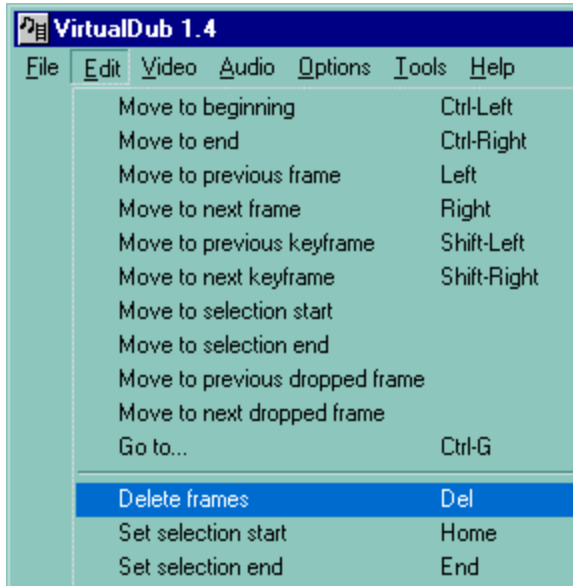 VirtualDub 1.4
File Edit Video Audio Options Tools Help
Move to beginning Ctrl-Left
Move to end Ctrl-Right
Move to previous frame Left
Move to next frame Right
Move to previous keyframe Shift-Left
Move to next keyframe Shift-Right
Move to selection start
Move to selection end
Move to previous dropped frame
Move to next dropped frame
Go to... Ctrl-G
Delete frames Del
Set selection start Home
Set selection end End